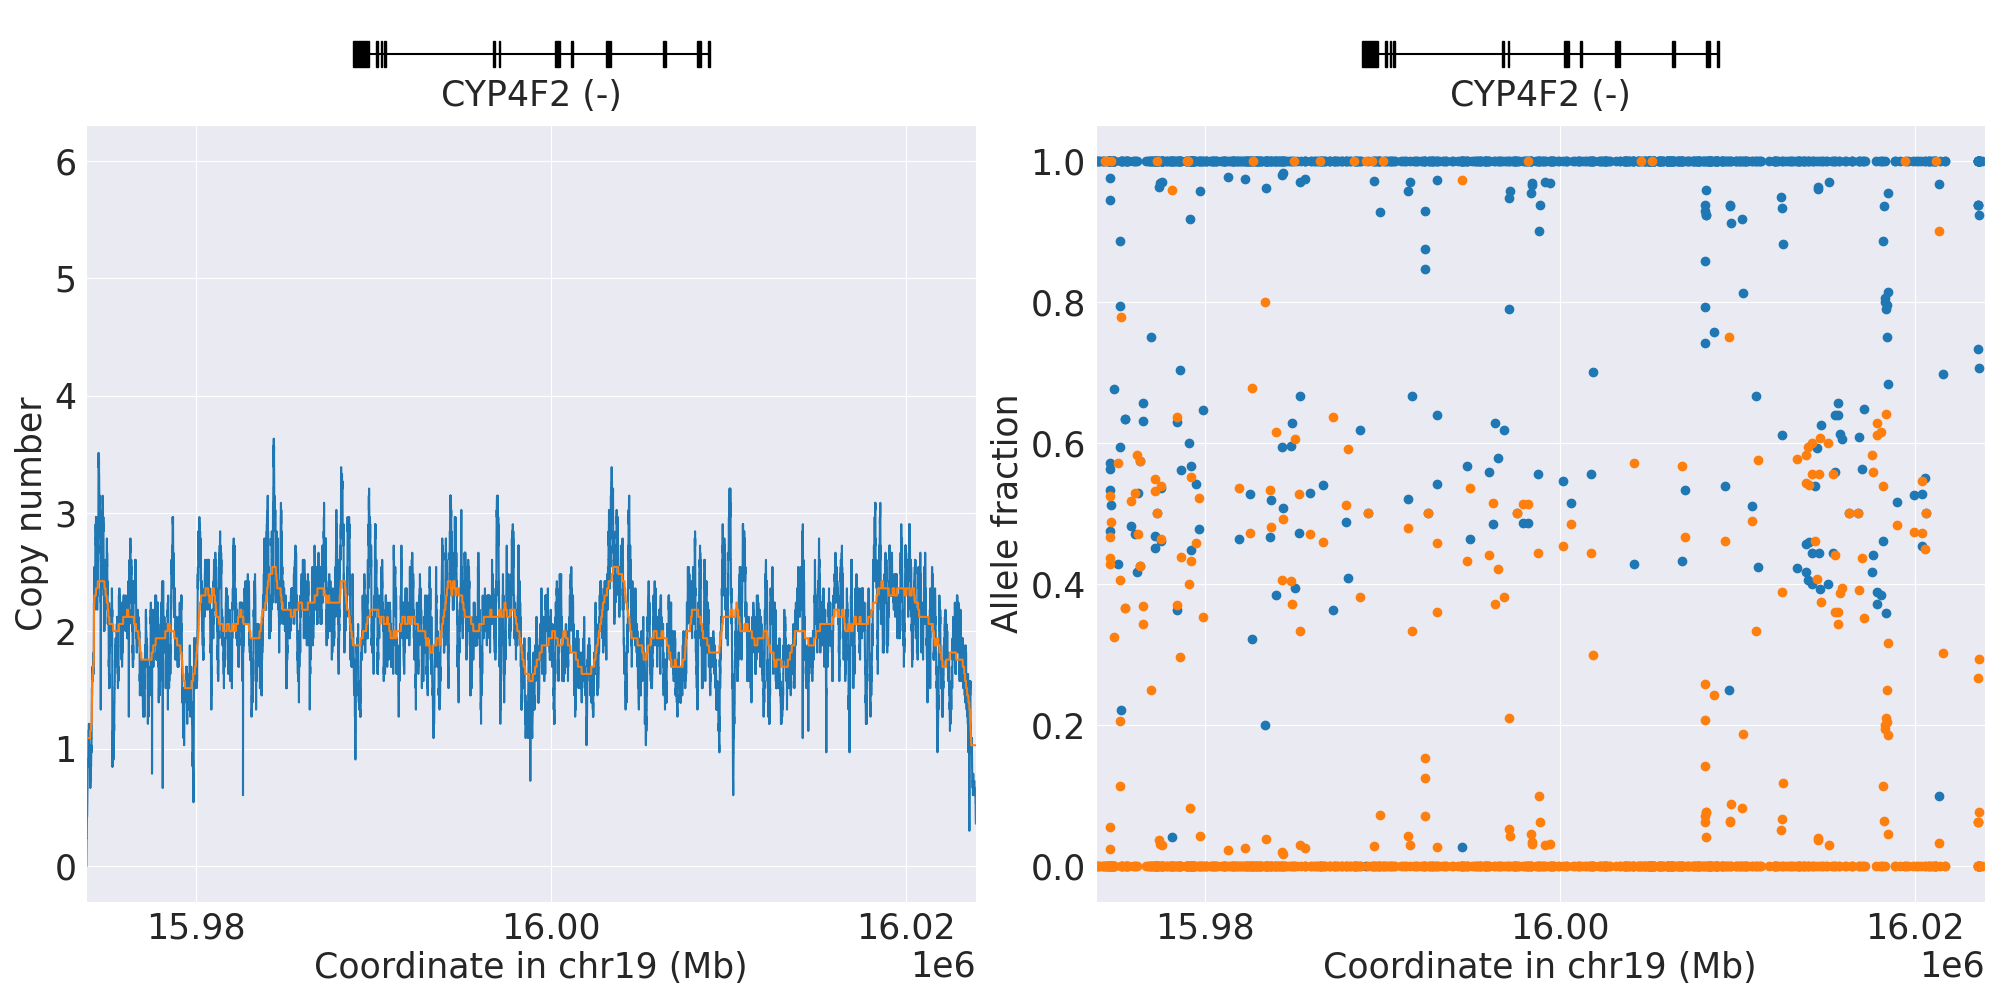 CYP4F2 (-)
6
5
4
3
2
1
0
Copy number
15.98
16.00
16.02
Coordinate in chr19 (Mb)
1e6
CYP4F2 (-)
1.0
0.8
0.6
0.4
0.2
0.0
Allele fraction
15.98
16.00
16.02
Coordinate in chr19 (Mb)
1e6